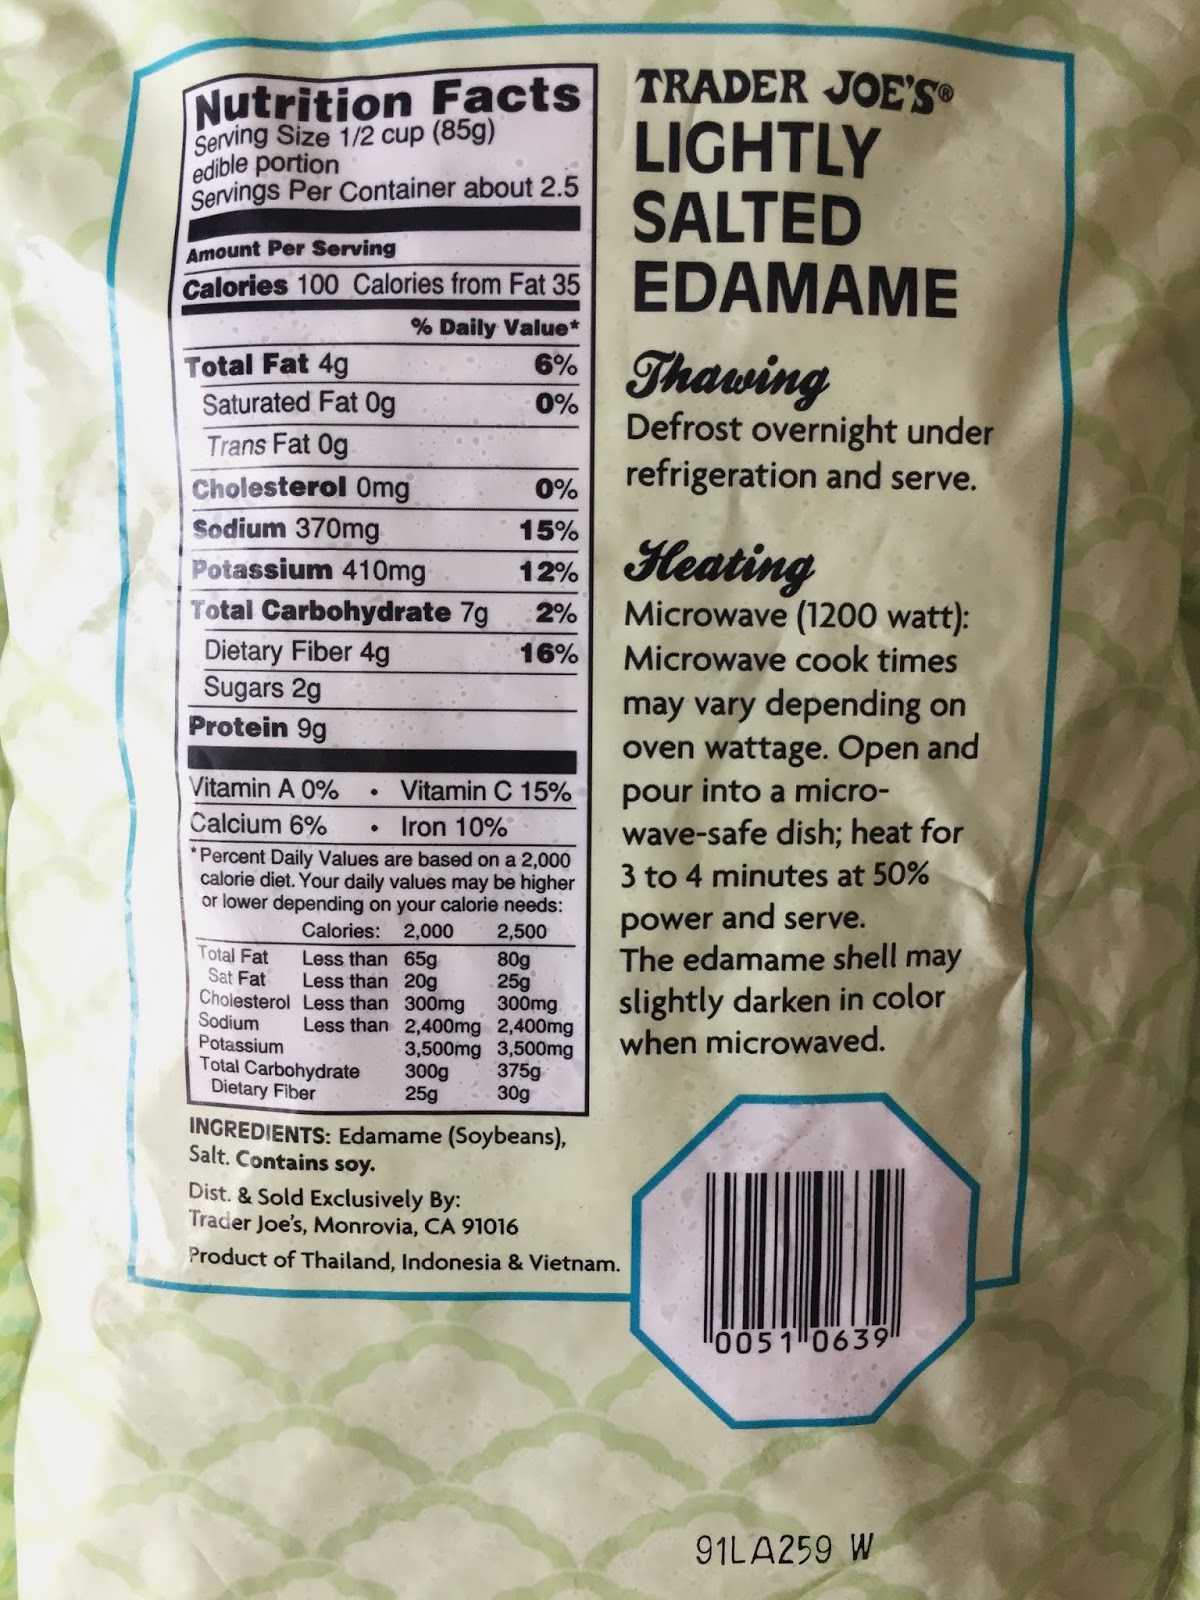 Nutrition Facts
Serving Size 1/2 cup (85g)
edible portion
Servings Per Container about 2.5
Amount Per Serving
Calories 100 Calories from Fat 35
% Daily Value*
Total Fat 4g 6%
Saturated Fat 0g 0%
Trans Fat 0g
Cholesterol 0mg 0%
Sodium 370mg 15%
Potassium 410mg 12%
Total Carbohydrate 7g 2%
Dietary Fiber 4g 16%
Sugars 2g
Protein 9g
Vitamin A 0% • Vitamin C 15%
Calcium 6% • Iron 10%
*Percent Daily Values are based on a 2,000
calorie diet. Your daily values may be higher
or lower depending on your calorie needs:
Calories: 2,000 2,500
Total Fat Less than 65g 80g
Sat Fat Less than 20g 25g
Cholesterol Less than 300mg 300mg
Sodium Less than 2,400mg 2,400mg
Potassium 3,500mg 3,500mg
Total Carbohydrate 300g 375g
Dietary Fiber 25g 30g
INGREDIENTS: Edamame (Soybeans),
Salt. Contains soy.
Dist. & Sold Exclusively By:
Trader Joe's, Monrovia, CA 91016
Product of Thailand, Indonesia & Vietnam.
TRADER JOE'S®
LIGHTLY
SALTED
EDAMAME
Thawing
Defrost overnight under
refrigeration and serve.
Heating
Microwave (1200 watt):
Microwave cook times
may vary depending on
oven wattage. Open and
pour into a micro-
wave-safe dish; heat for
3 to 4 minutes at 50%
power and serve.
The edamame shell may
slightly darken in color
when microwaved.
0051 0639
91LA259 W